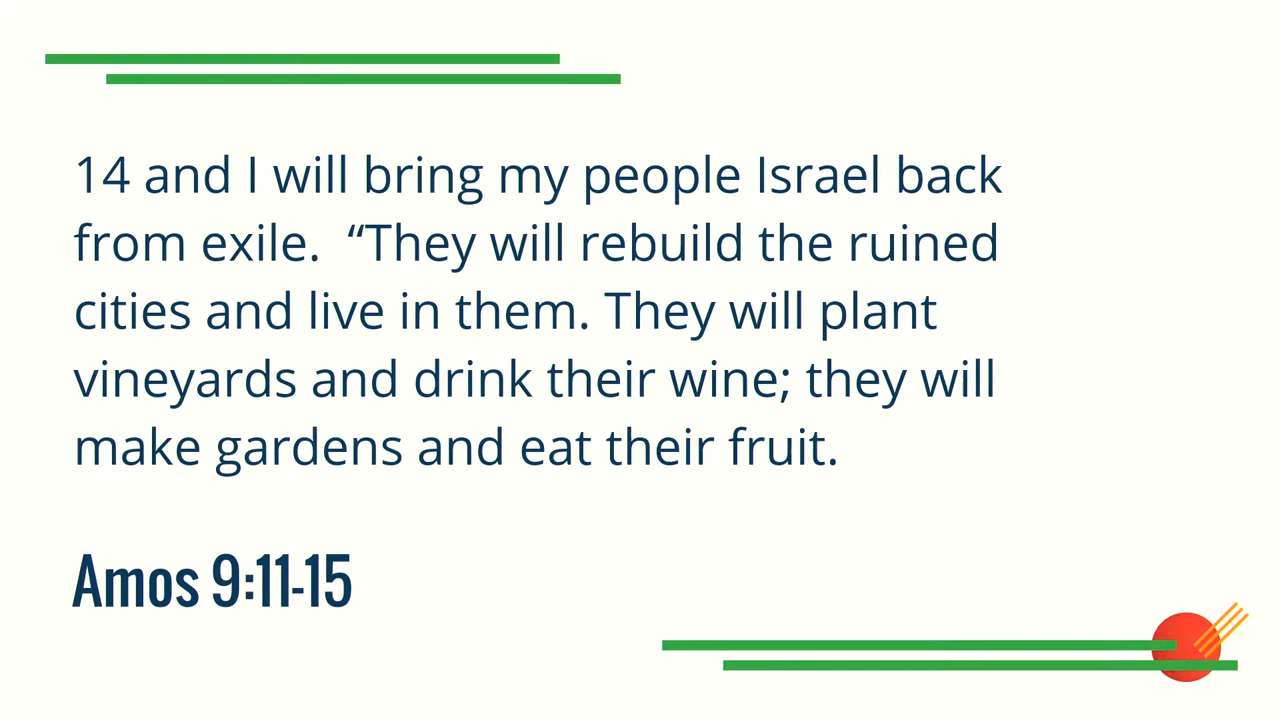 14 and I will bring my people Israel back
from exile.  “They will rebuild the ruined
cities and live in them. They will plant
vineyards and drink their wine; they will
make gardens and eat their fruit.
Amos 9:11-15